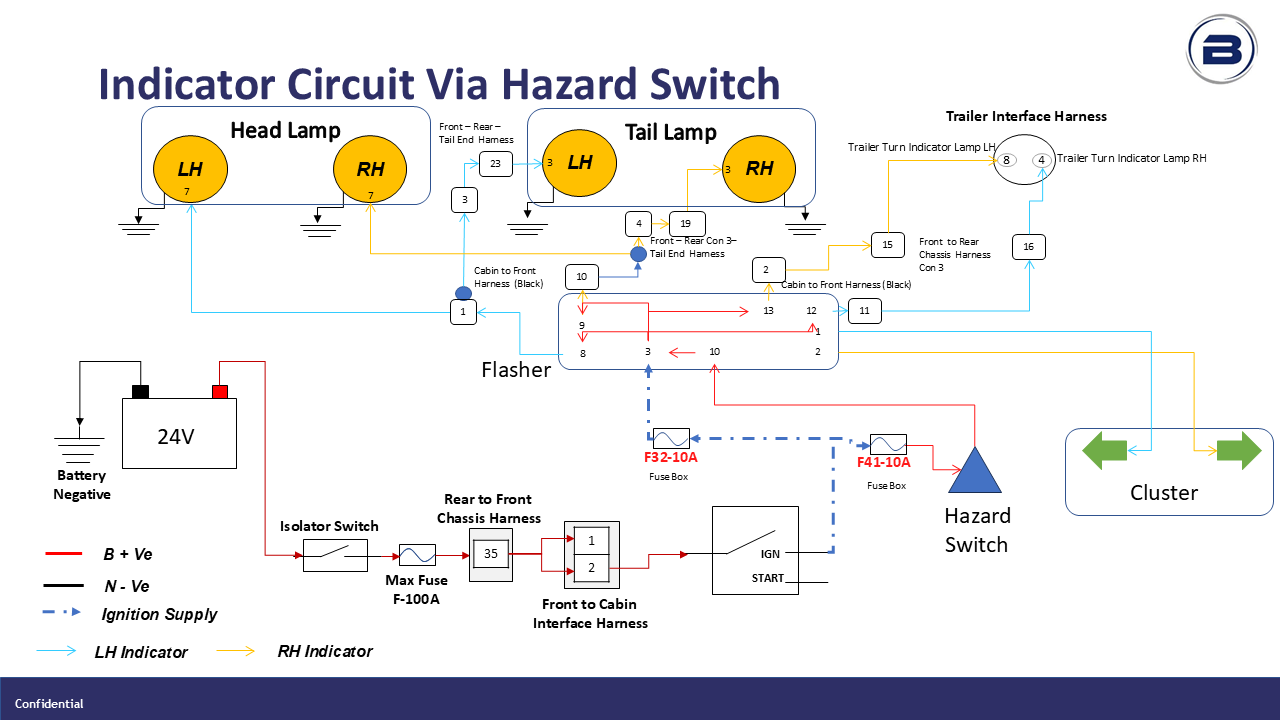 Indicator Circuit Via Hazard Switch
B
Head Lamp
LH
7
RH
7
Front – Rear –
Tail End Harness
23
3
Tail Lamp
3
LH
3
RH
Trailer Interface Harness
Trailer Turn Indicator Lamp LH
8
4
Trailer Turn Indicator Lamp RH
4
19
Front – Rear Con 3–
Tail End Harness
15
Front to Rear
Chassis Harness
Con 3
16
Cabin to Front
Harness (Black)
1
10
2
Cabin to Front Harness (Black)
11
13
12
9
1
8
3
10
2
Flasher
24V
Battery
Negative
F32-10A
Fuse Box
F41-10A
Fuse Box
Hazard
Switch
Cluster
Isolator Switch
Max Fuse
F-100A
Rear to Front
Chassis Harness
35
1
2
Front to Cabin
Interface Harness
IGN
START
B + Ve
N - Ve
Ignition Supply
LH Indicator
RH Indicator
Confidential